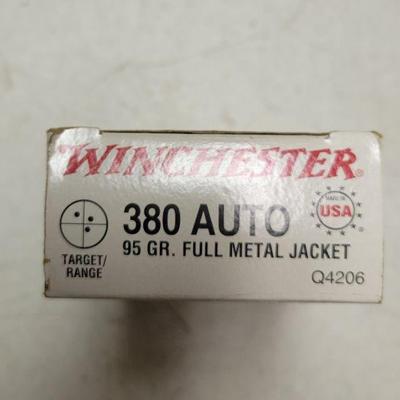 WINCHESTER®
380 AUTO
95 GR. FULL METAL JACKET
TARGET/
RANGE
MADE IN
USA
Q4206